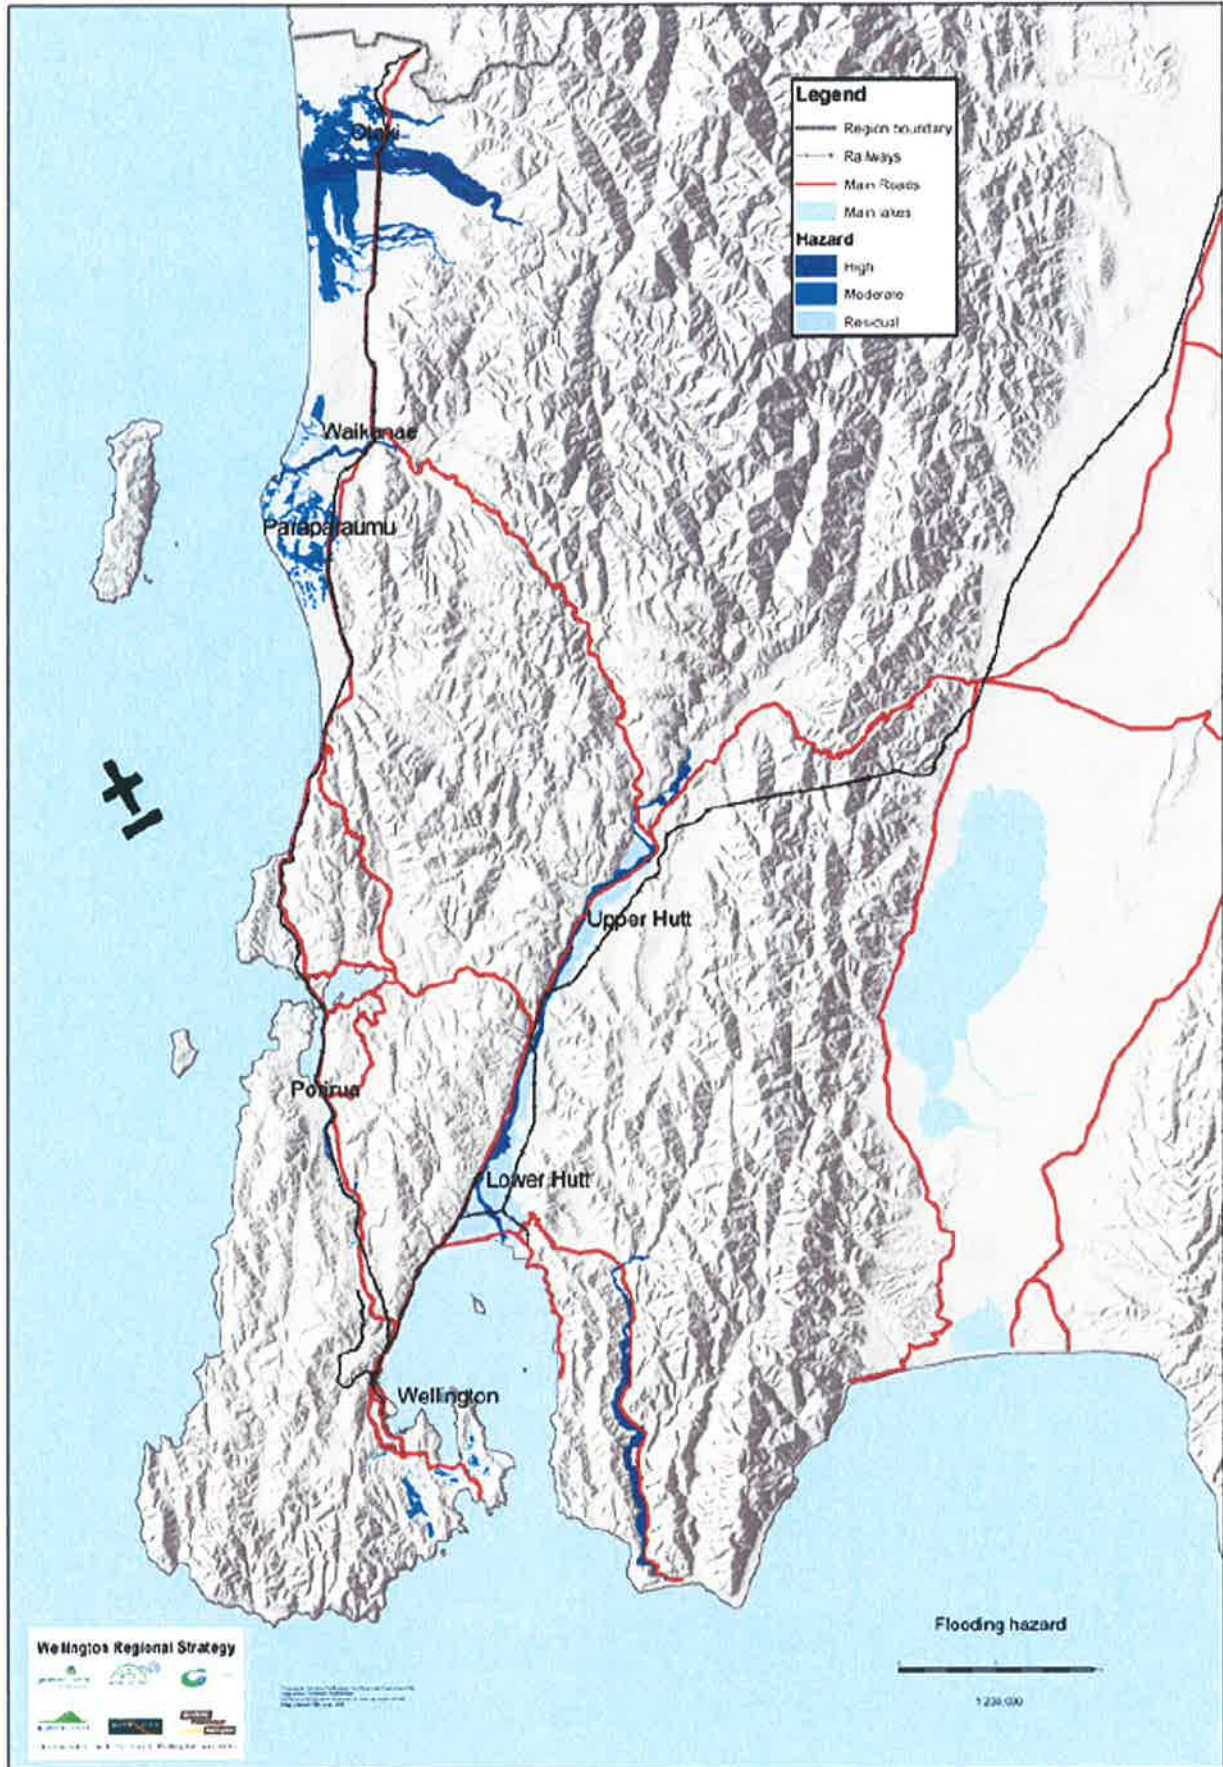 Legend
Region boundary
Railways
Main Roads
Main lakes
Hazard
High
Moderate
Residual
Otaki
Waikanae
Paraparaumu
Upper Hutt
Porirua
Lower Hutt
Wellington
Flooding hazard
Wellington Regional Strategy